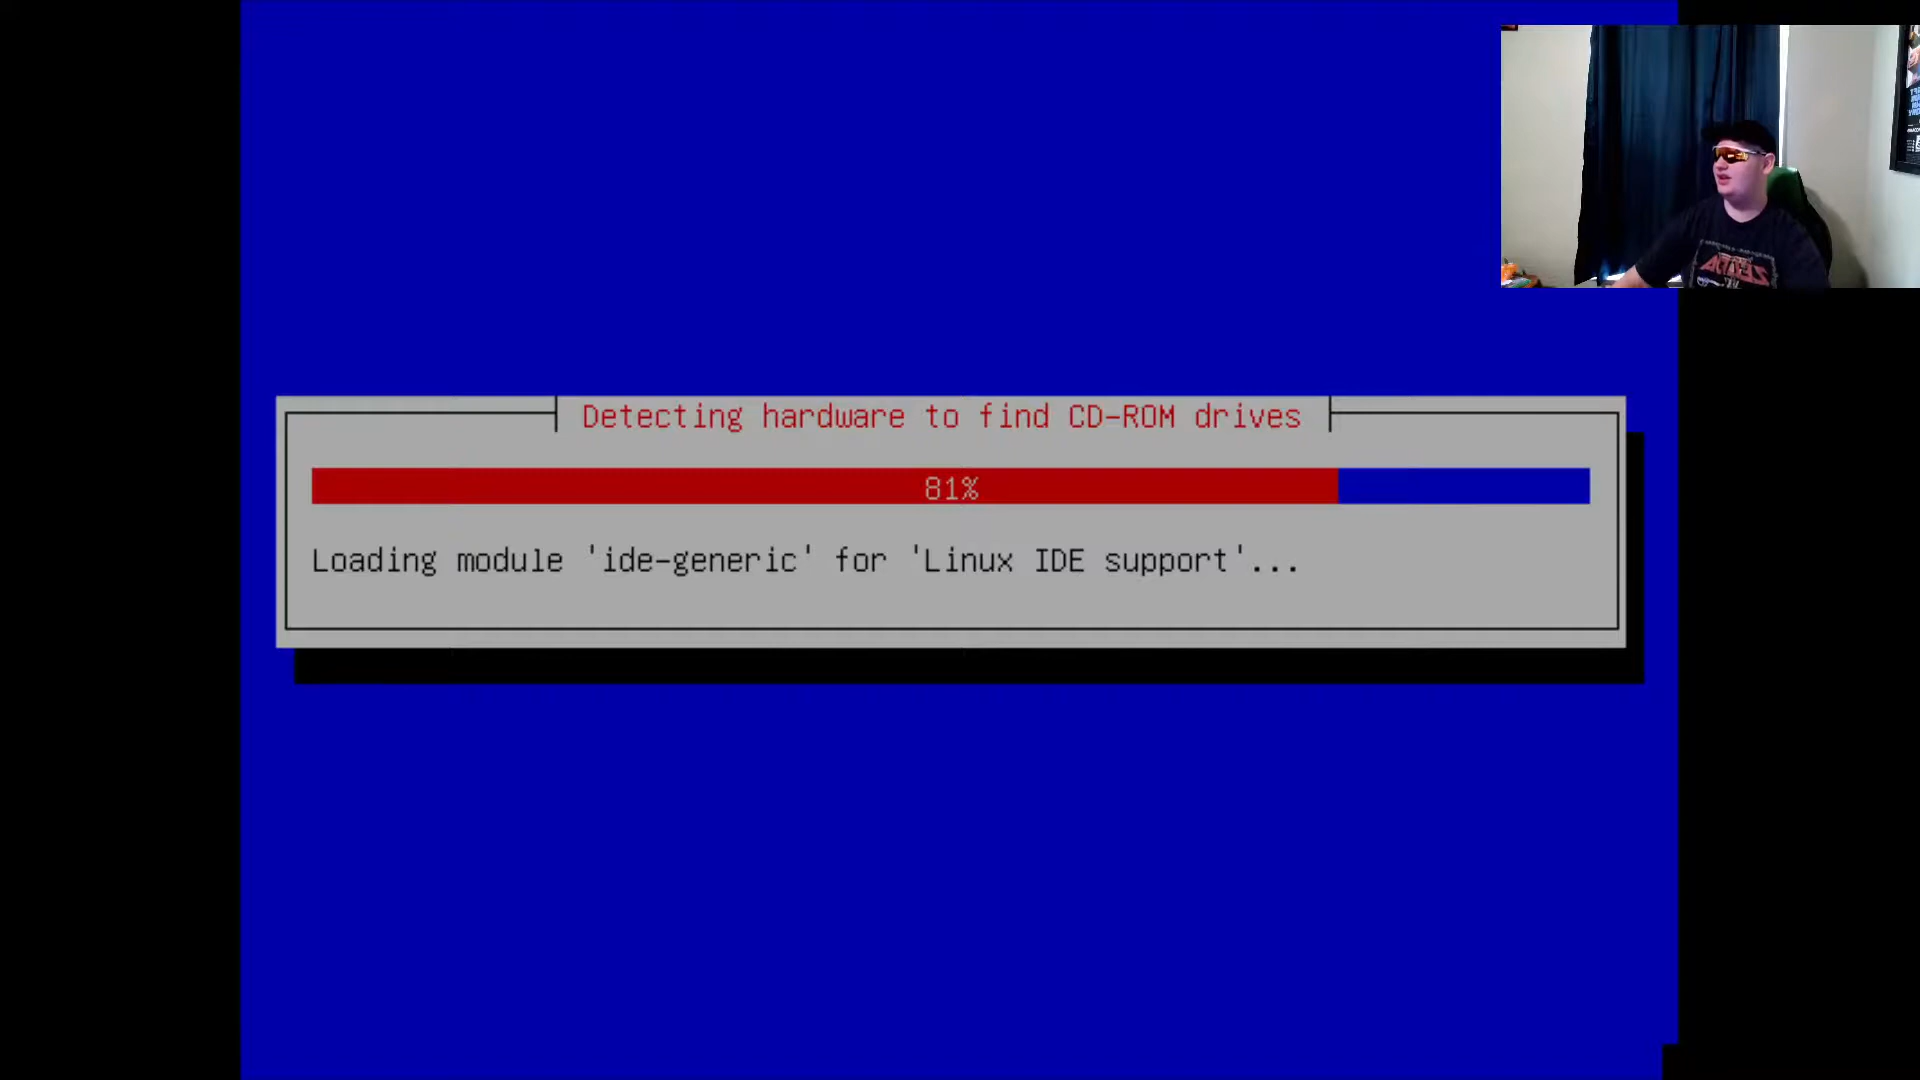 Detecting hardware to find CD-ROM drives
81%
Loading module 'ide-generic' for 'Linux IDE support'...